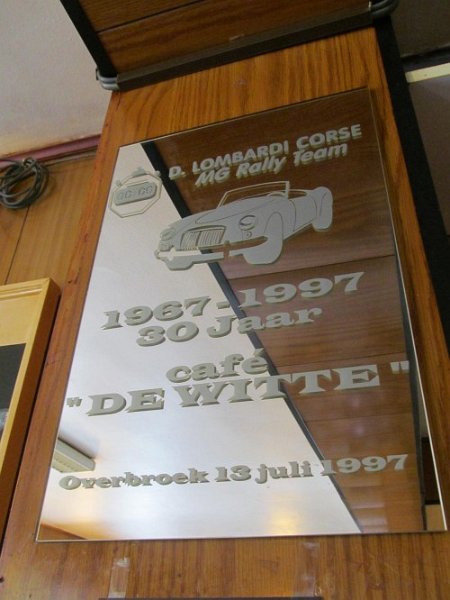 D. LOMBARDI CORSE
MG Rally Team
1967-1997
30 Jaar
café
"DE WITTE"
Overbroek 13 juli 1997